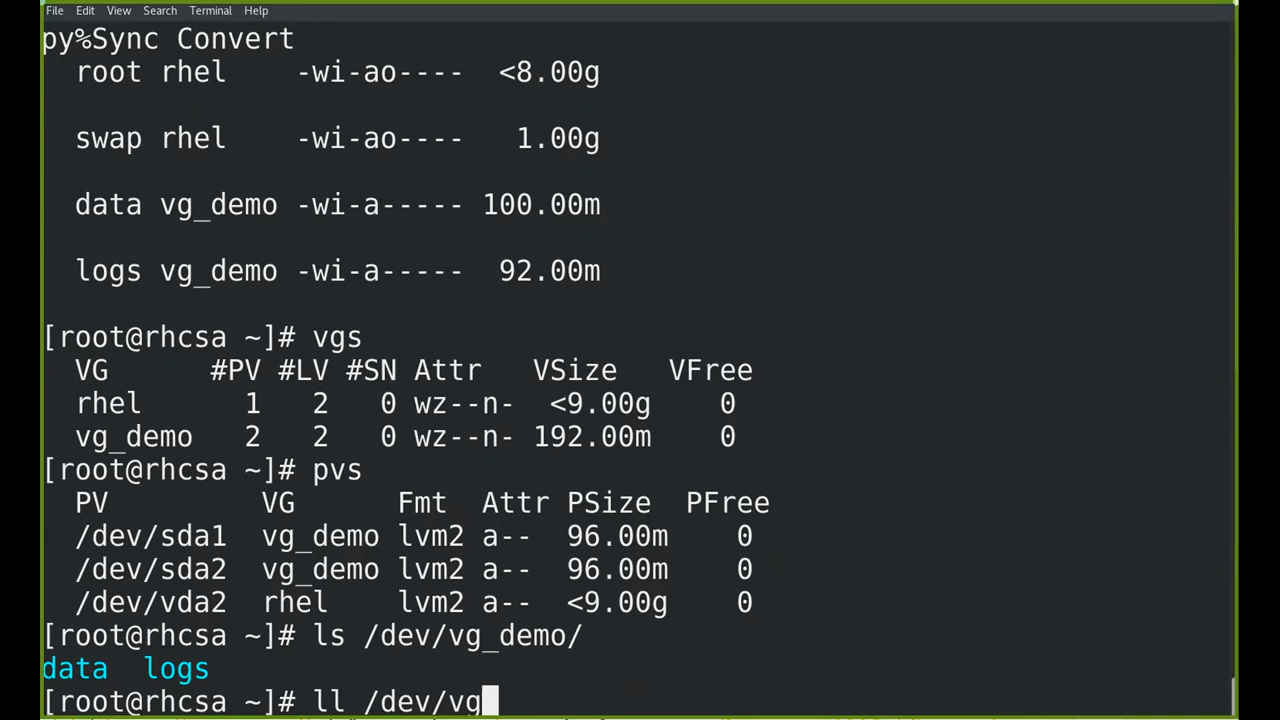 File Edit View Search Terminal Help
py%Sync Convert
root rhel -wi-ao---- <8.00g
swap rhel -wi-ao---- 1.00g
data vg_demo -wi-a----- 100.00m
logs vg_demo -wi-a----- 92.00m
[root@rhcsa ~]# vgs
VG #PV #LV #SN Attr VSize VFree
rhel 1 2 0 wz--n- <9.00g 0
vg_demo 2 2 0 wz--n- 192.00m 0
[root@rhcsa ~]# pvs
PV VG Fmt Attr PSize PFree
/dev/sda1 vg_demo lvm2 a-- 96.00m 0
/dev/sda2 vg_demo lvm2 a-- 96.00m 0
/dev/vda2 rhel lvm2 a-- <9.00g 0
[root@rhcsa ~]# ls /dev/vg_demo/
data logs
[root@rhcsa ~]# ll /dev/vg